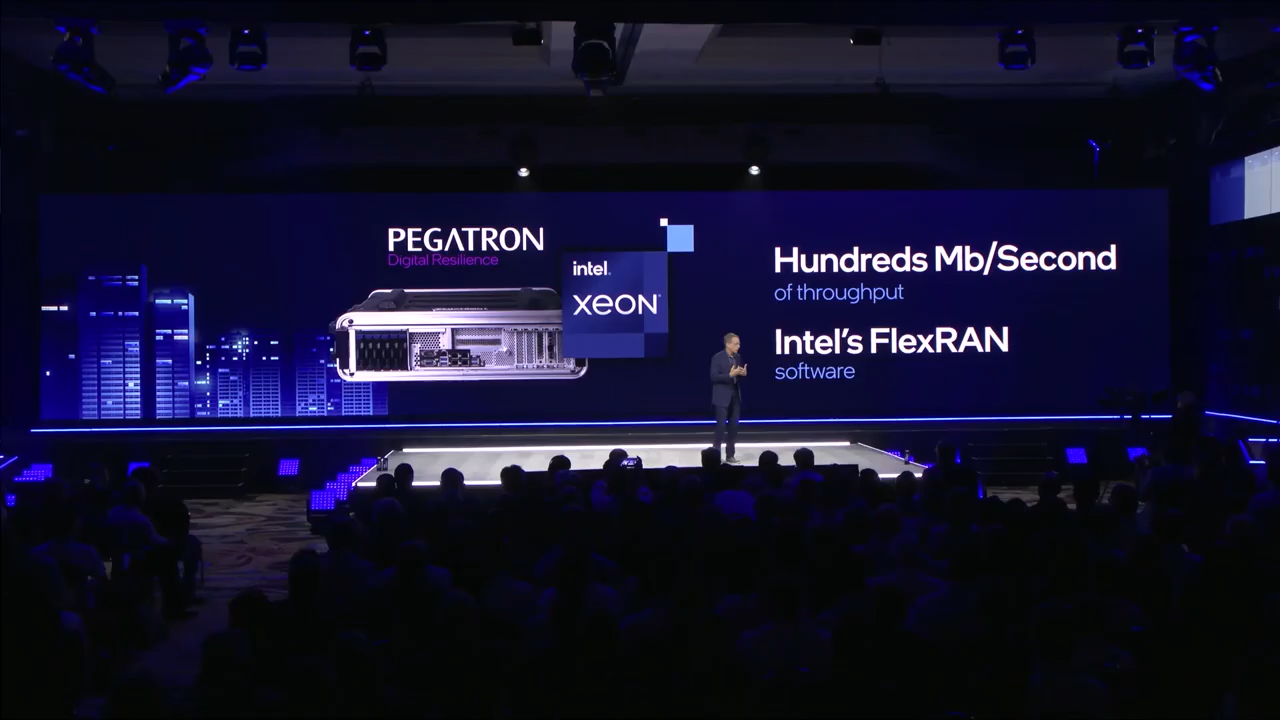 PEGATRON
Digital Resilience
intel.
xeon®
Hundreds Mb/Second
of throughput
Intel's FlexRAN
software